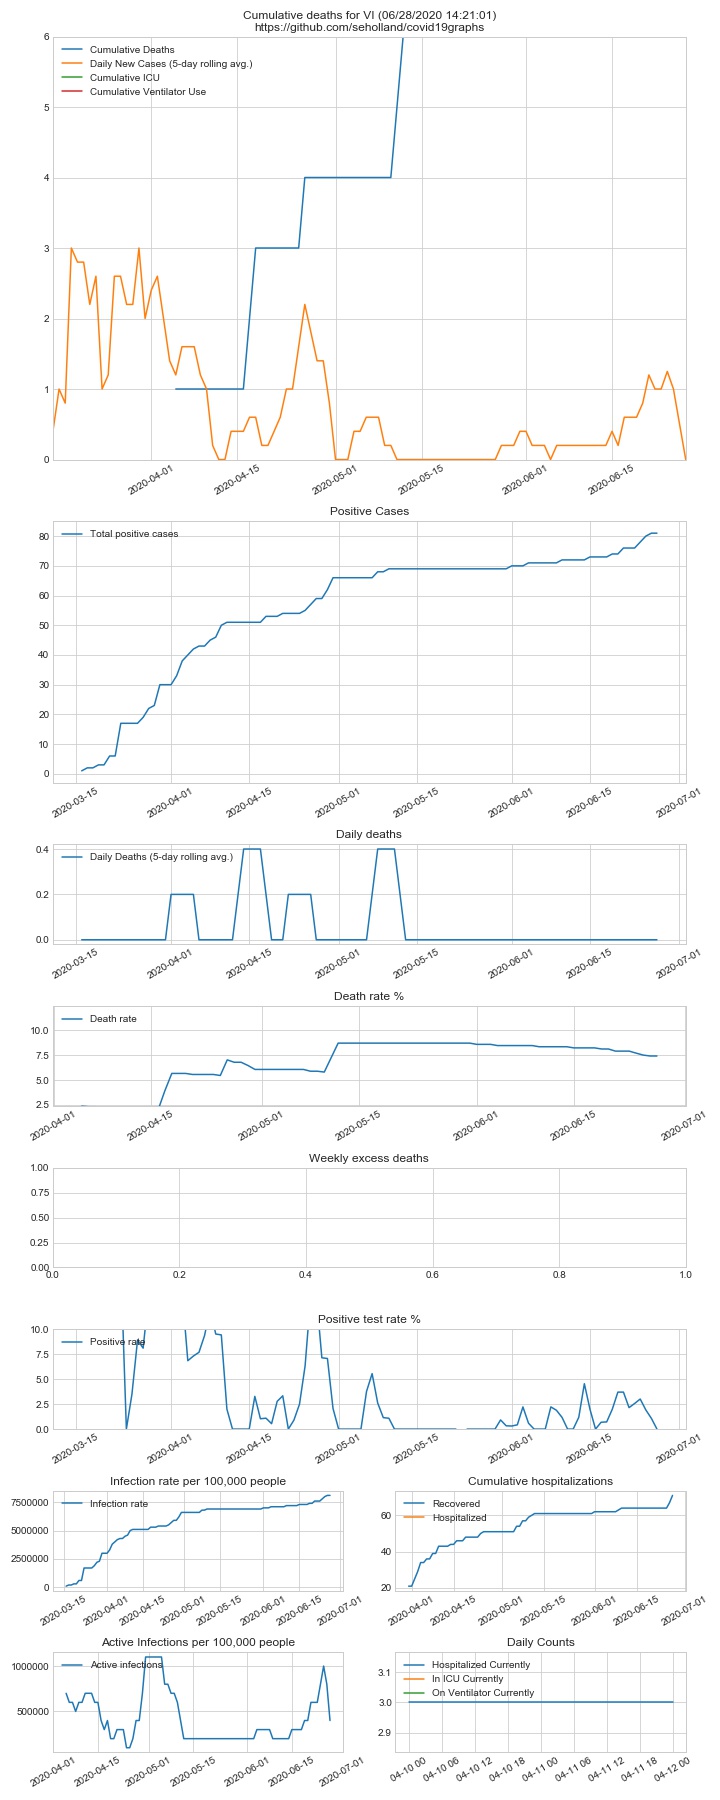 Cumulative deaths for VI (06/28/2020 14:21:01)
https://github.com/seholland/covid19graphs
Cumulative Deaths
Daily New Cases (5-day rolling avg.)
Cumulative ICU
Cumulative Ventilator Use
6
5
4
3
2
1
0
2020-04-01 2020-04-15 2020-05-01 2020-05-15 2020-06-01 2020-06-15
Positive Cases
Total positive cases
80
70
60
50
40
30
20
10
0
2020-03-15 2020-04-01 2020-04-15 2020-05-01 2020-05-15 2020-06-01 2020-06-15 2020-07-01
Daily deaths
Daily Deaths (5-day rolling avg.)
0.4
0.2
0.0
2020-03-15 2020-04-01 2020-04-15 2020-05-01 2020-05-15 2020-06-01 2020-06-15 2020-07-01
Death rate %
Death rate
10.0
7.5
5.0
2.5
2020-04-01 2020-04-15 2020-05-01 2020-05-15 2020-06-01 2020-06-15 2020-07-01
Weekly excess deaths
1.00
0.75
0.50
0.25
0.00
0.0 0.2 0.4 0.6 0.8 1.0
Positive test rate %
Positive rate
10.0
7.5
5.0
2.5
0.0
2020-03-15 2020-04-01 2020-04-15 2020-05-01 2020-05-15 2020-06-01 2020-06-15 2020-07-01
Infection rate per 100,000 people
Infection rate
7500000
5000000
2500000
0
2020-03-15 2020-04-01 2020-04-15 2020-05-01 2020-05-15 2020-06-01 2020-06-15 2020-07-01
Cumulative hospitalizations
Recovered
Hospitalized
60
40
20
2020-04-01 2020-04-15 2020-05-01 2020-05-15 2020-06-01 2020-06-15 2020-07-01
Active Infections per 100,000 people
Active infections
1000000
500000
2020-04-01 2020-04-15 2020-05-01 2020-05-15 2020-06-01 2020-06-15 2020-07-01
Daily Counts
Hospitalized Currently
In ICU Currently
On Ventilator Currently
3.1
3.0
2.9
04-10 00 04-10 06 04-10 12 04-10 18 04-11 00 04-11 06 04-11 12 04-11 18 04-12 00